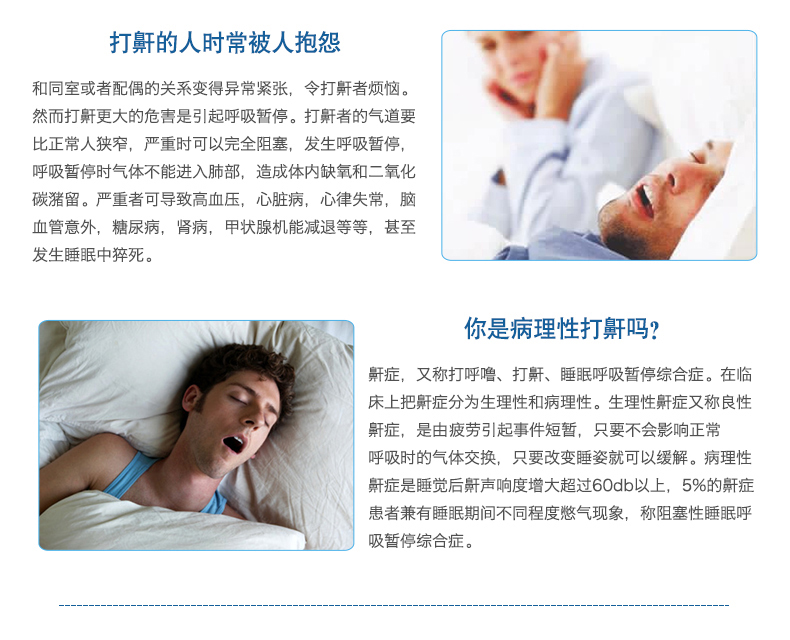 打鼾的人时常被人抱怨
和同室或者配偶的关系变得异常紧张，令打鼾者烦恼。
然而打鼾更大的危害是引起呼吸暂停。打鼾者的气道要
比正常人狭窄，严重时可以完全阻塞，发生呼吸暂停，
呼吸暂停时气体不能进入肺部，造成体内缺氧和二氧化
碳潴留。严重者可导致高血压，心脏病，心律失常，脑
血管意外，糖尿病，肾病，甲状腺机能减退等等，甚至
发生睡眠中猝死。
你是病理性打鼾吗?
鼾症，又称打呼噜、打鼾、睡眠呼吸暂停综合症。在临
床上把鼾症分为生理性和病理性。生理性鼾症又称良性
鼾症，是由疲劳引起事件短暂，只要不会影响正常
呼吸时的气体交换，只要改变睡姿就可以缓解。病理性
鼾症是睡觉后鼾声响度增大超过60db以上，5%的鼾症
患者兼有睡眠期间不同程度憋气现象，称阻塞性睡眠呼
吸暂停综合症。